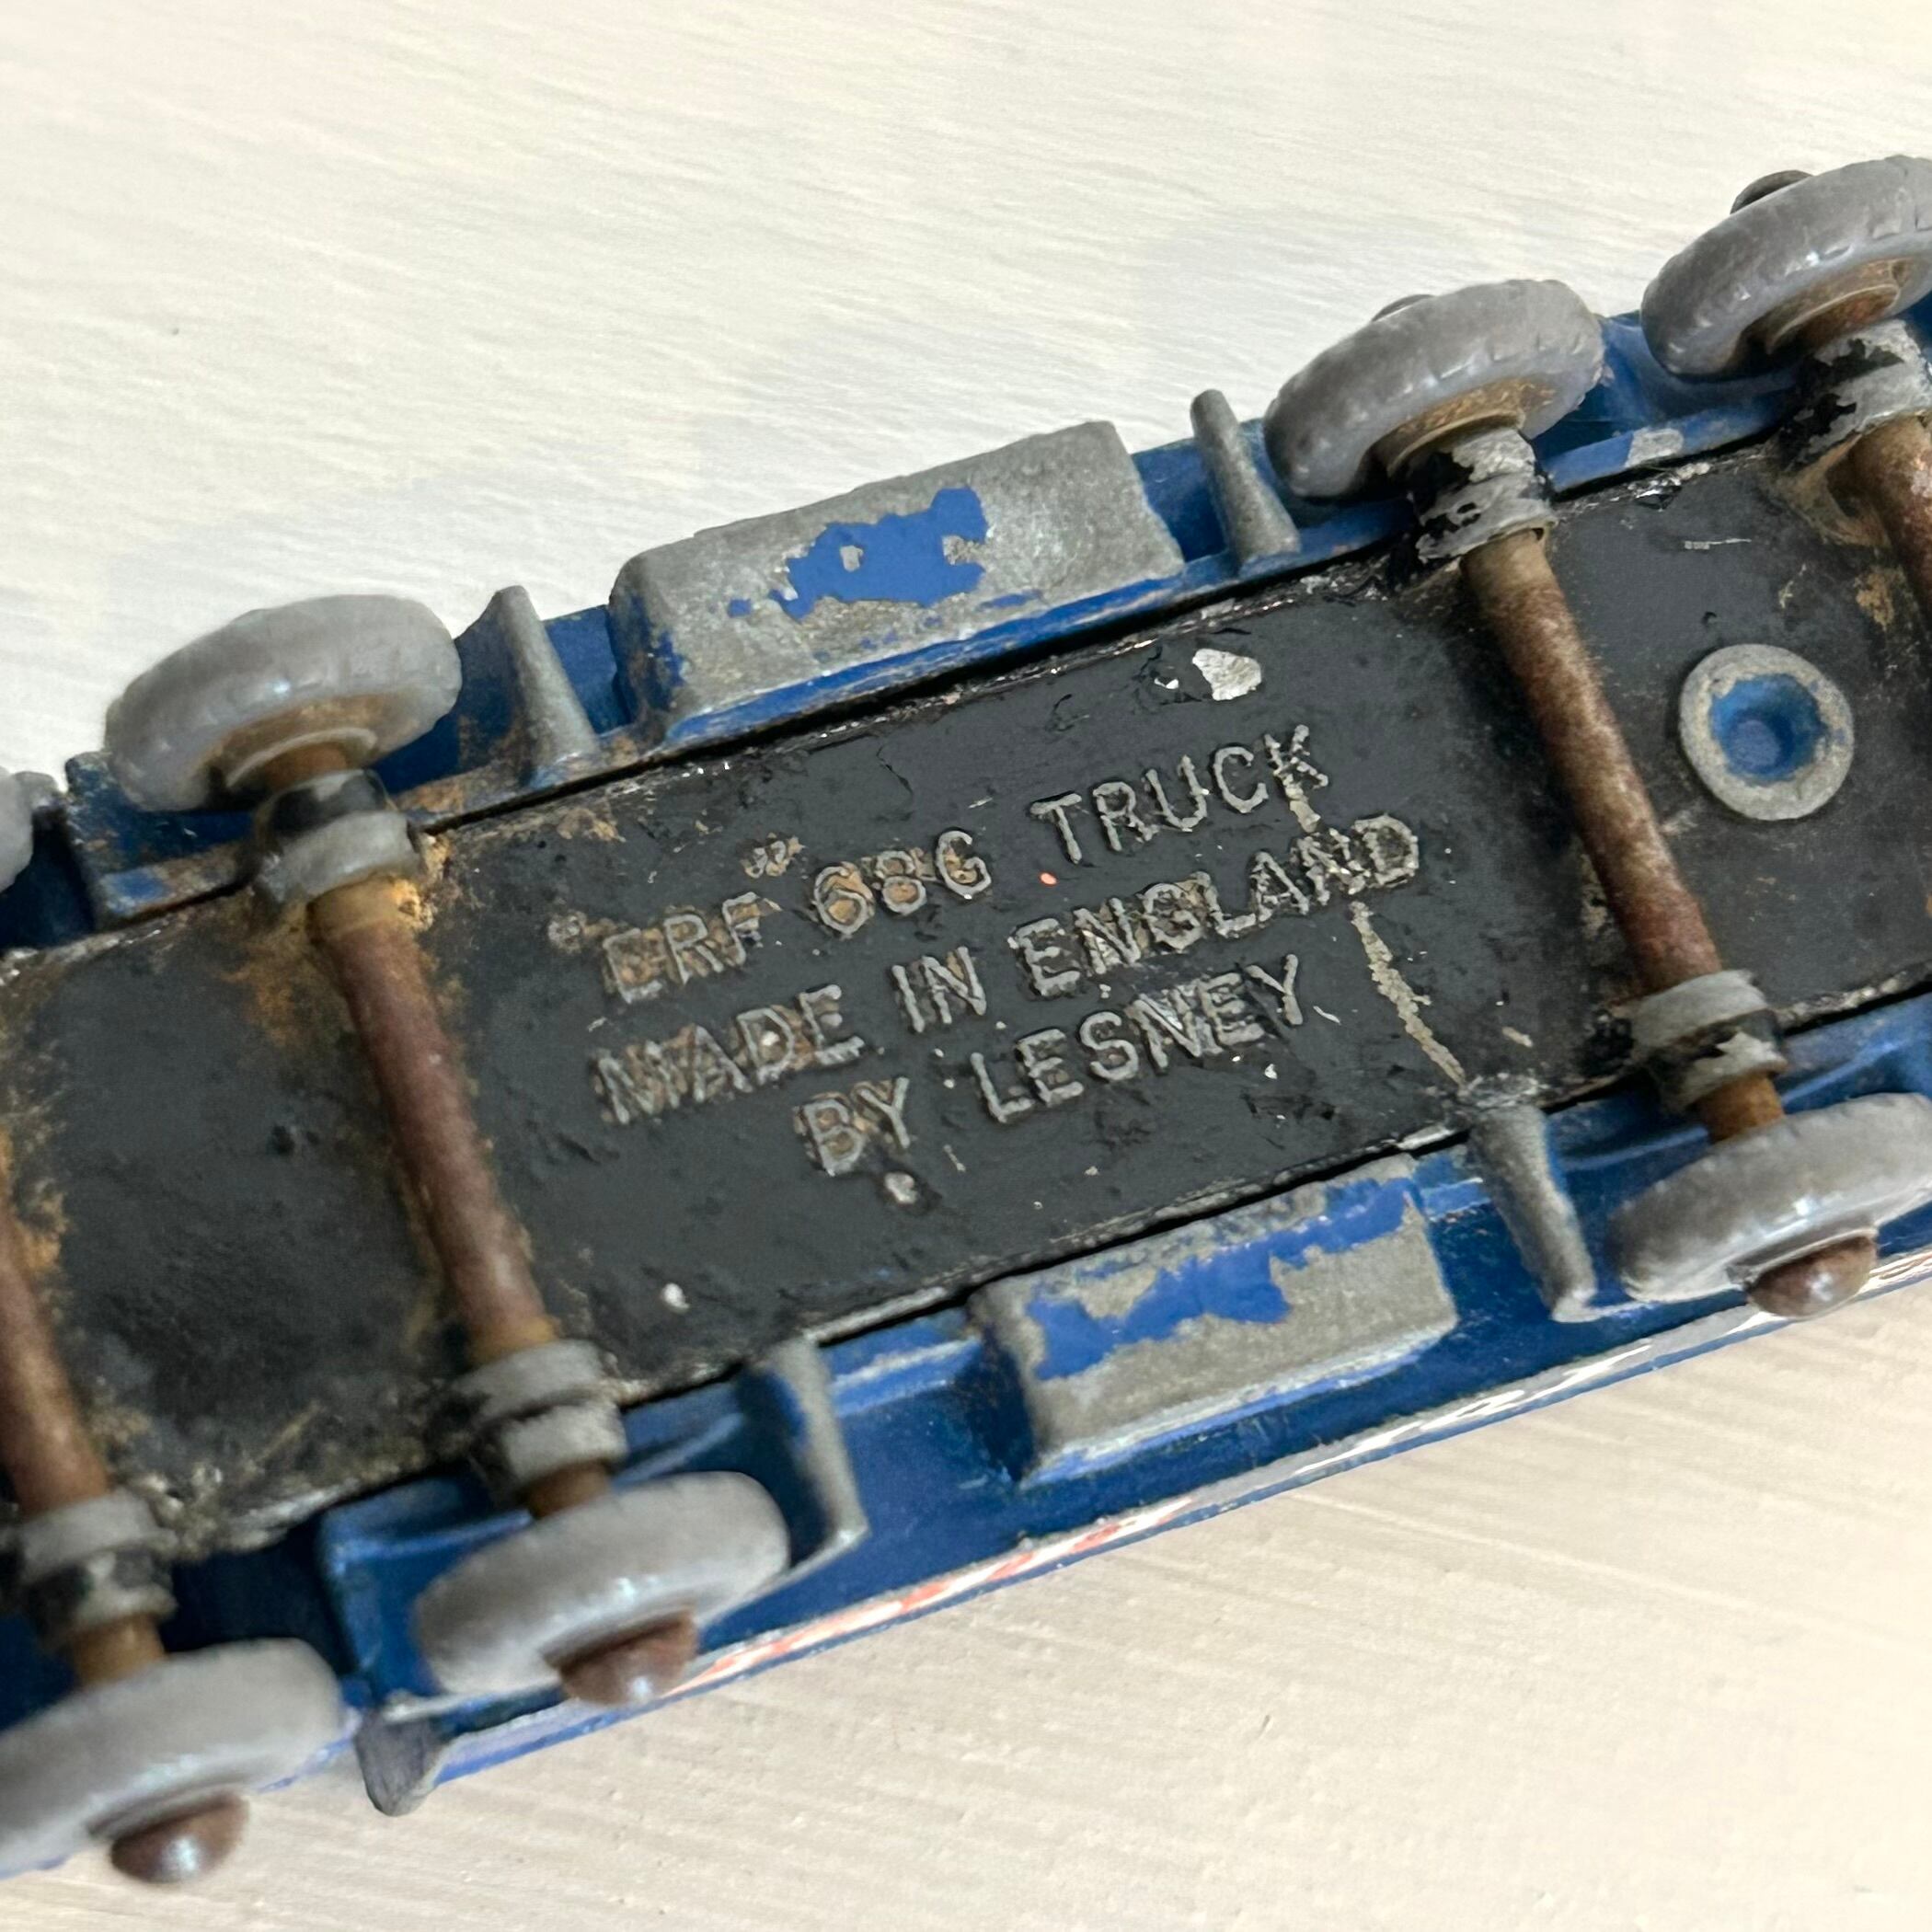 "ERF" 68G TRUCK
MADE IN ENGLAND
BY LESNEY